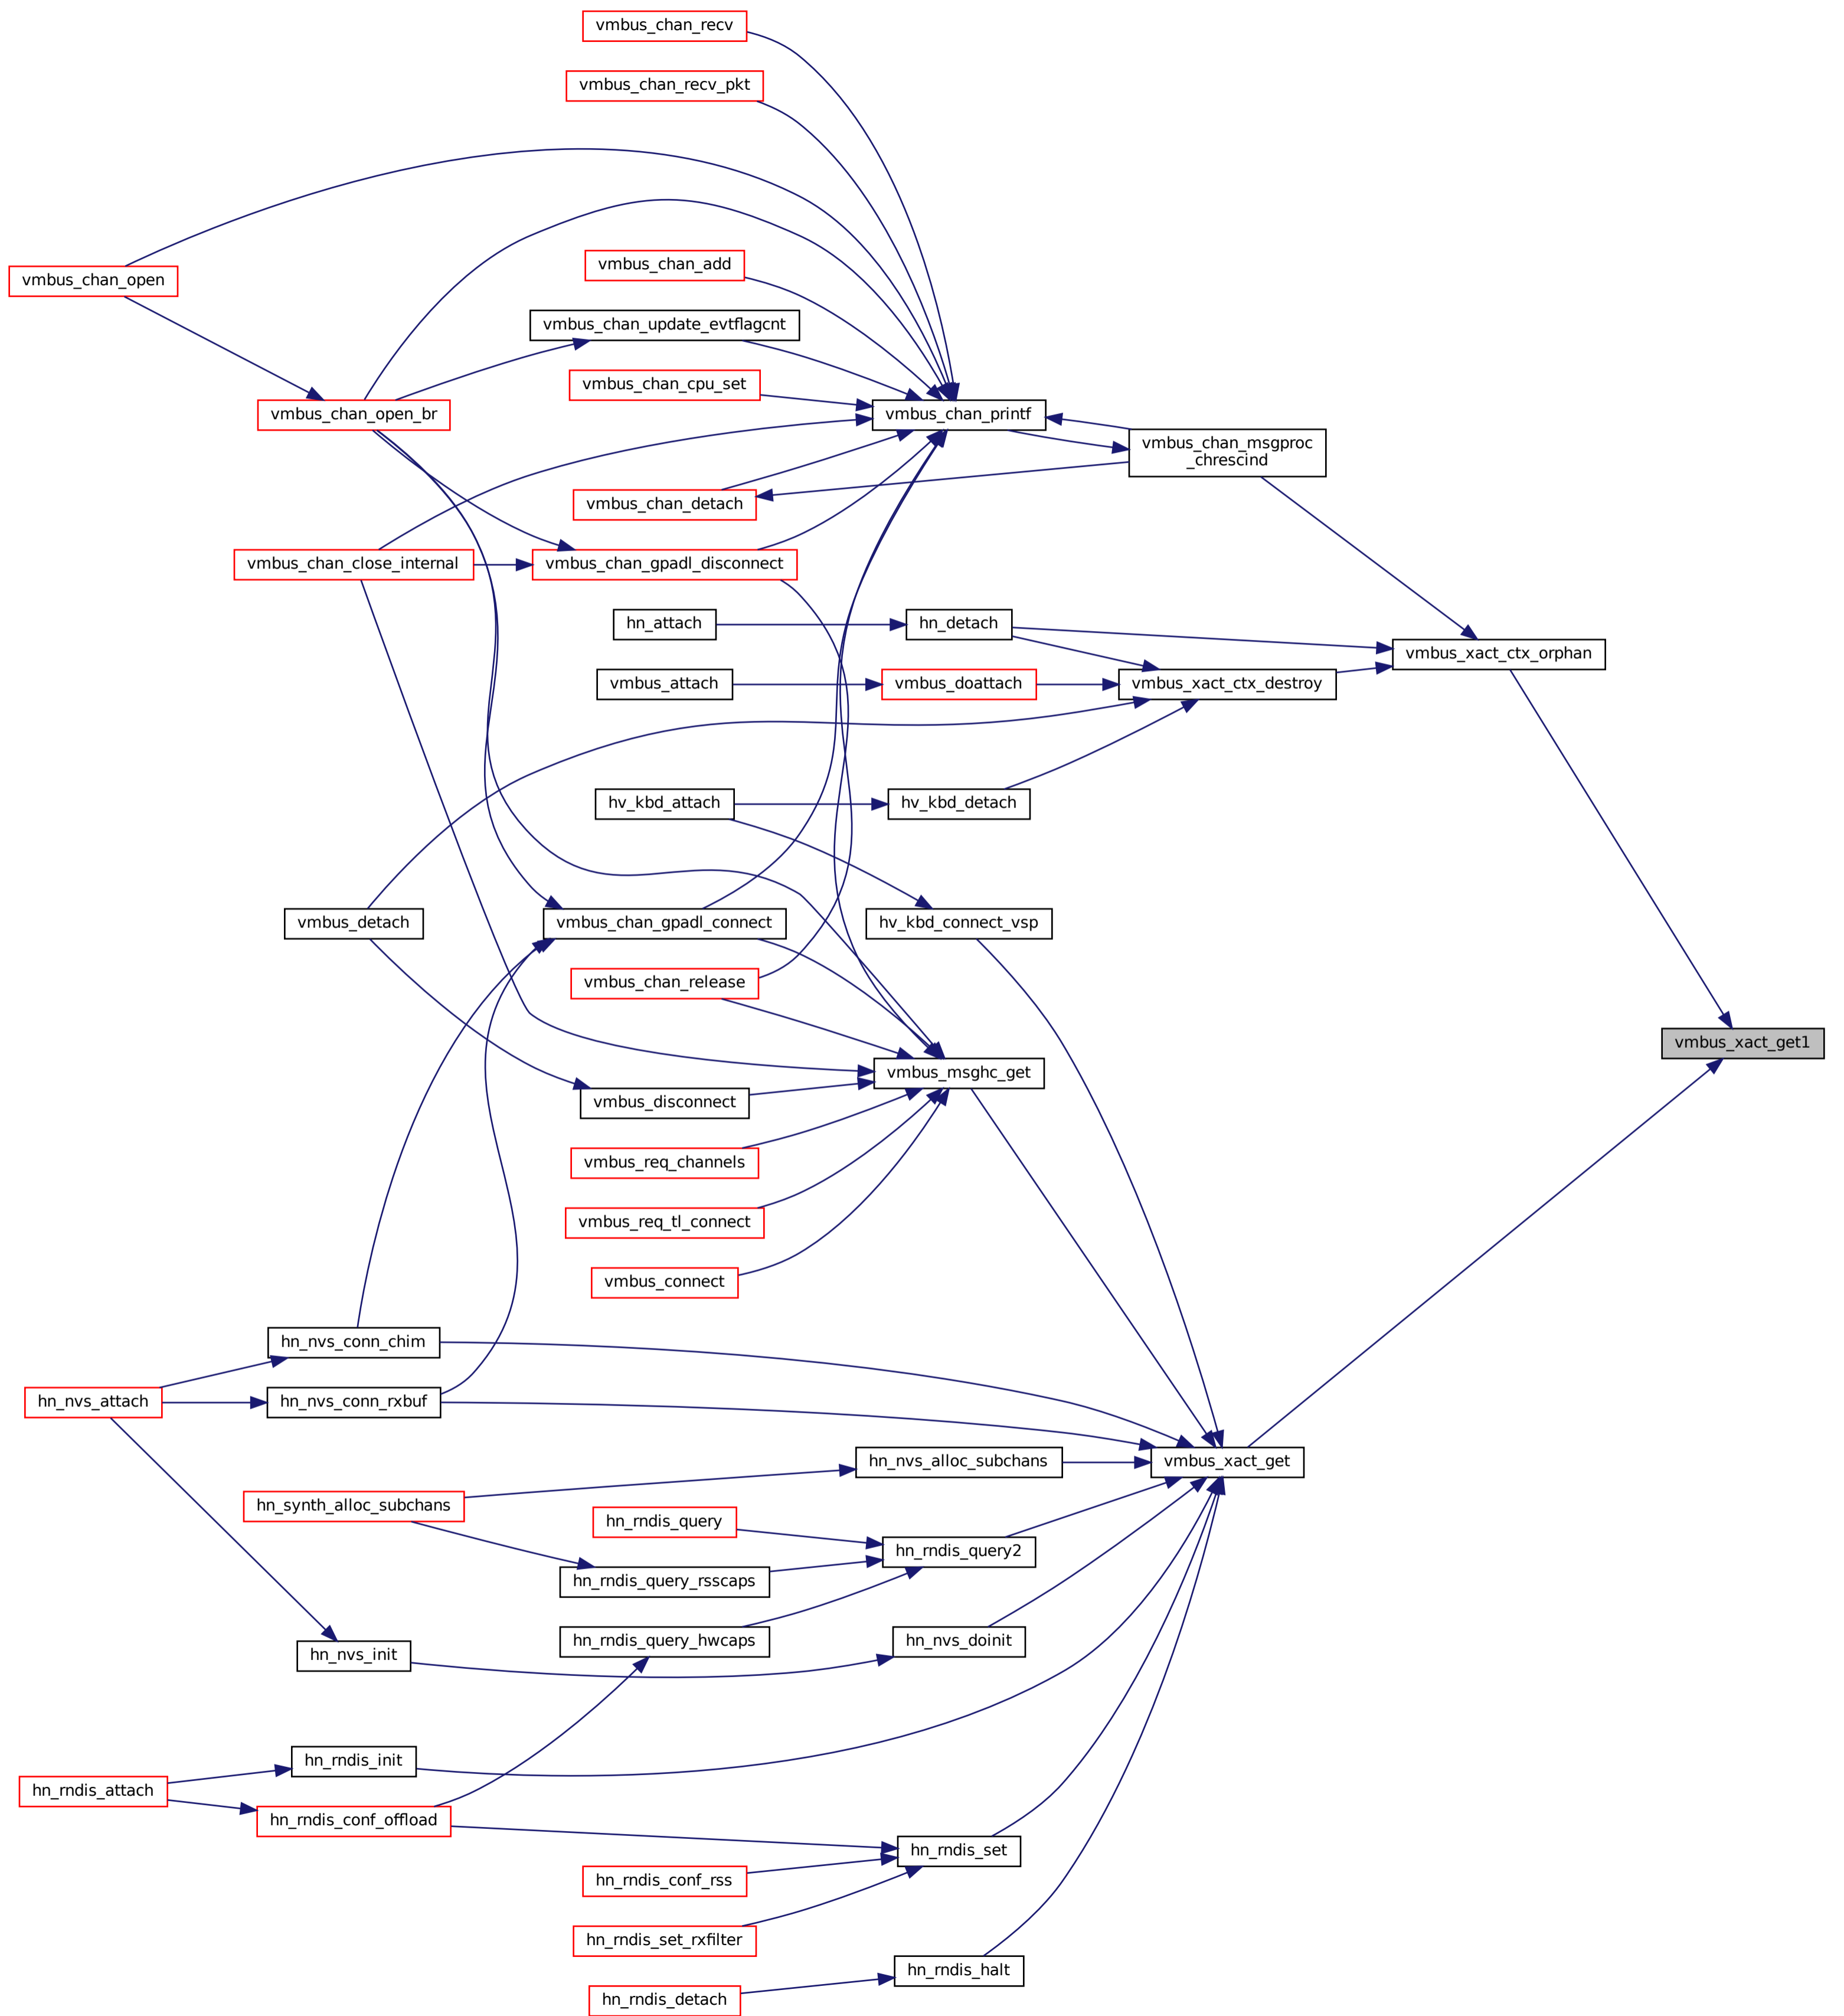 vmbus_chan_recv
vmbus_chan_recv_pkt
vmbus_chan_add
vmbus_chan_open
vmbus_chan_update_evtflagcnt
vmbus_chan_cpu_set
vmbus_chan_open_br
vmbus_chan_printf
vmbus_chan_msgproc
_chrescind
vmbus_chan_detach
vmbus_chan_close_internal
vmbus_chan_gpadl_disconnect
hn_attach
hn_detach
vmbus_xact_ctx_orphan
vmbus_attach
vmbus_doattach
vmbus_xact_ctx_destroy
hv_kbd_attach
hv_kbd_detach
vmbus_detach
vmbus_chan_gpadl_connect
hv_kbd_connect_vsp
vmbus_chan_release
vmbus_xact_get1
vmbus_msghc_get
vmbus_disconnect
vmbus_req_channels
vmbus_req_tl_connect
vmbus_connect
hn_nvs_conn_chim
hn_nvs_attach
hn_nvs_conn_rxbuf
hn_nvs_alloc_subchans
vmbus_xact_get
hn_synth_alloc_subchans
hn_rndis_query
hn_rndis_query2
hn_rndis_query_rsscaps
hn_rndis_query_hwcaps
hn_nvs_doinit
hn_nvs_init
hn_rndis_init
hn_rndis_attach
hn_rndis_conf_offload
hn_rndis_set
hn_rndis_conf_rss
hn_rndis_set_rxfilter
hn_rndis_halt
hn_rndis_detach